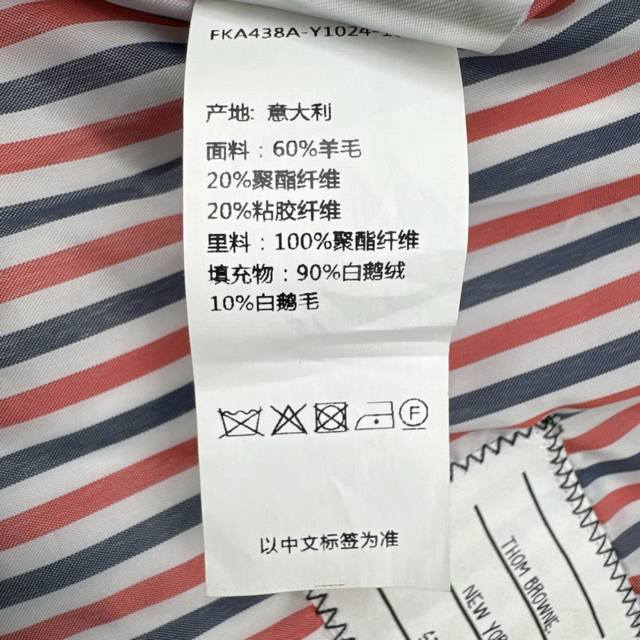 FKA438A-Y1024-
产地: 意大利
面料：60%羊毛
20%聚酯纤维
20%粘胶纤维
里料：100%聚酯纤维
填充物：90%白鹅绒
10%白鹅毛
F
以中文标签为准
THOM BROWNE
NEW YOR